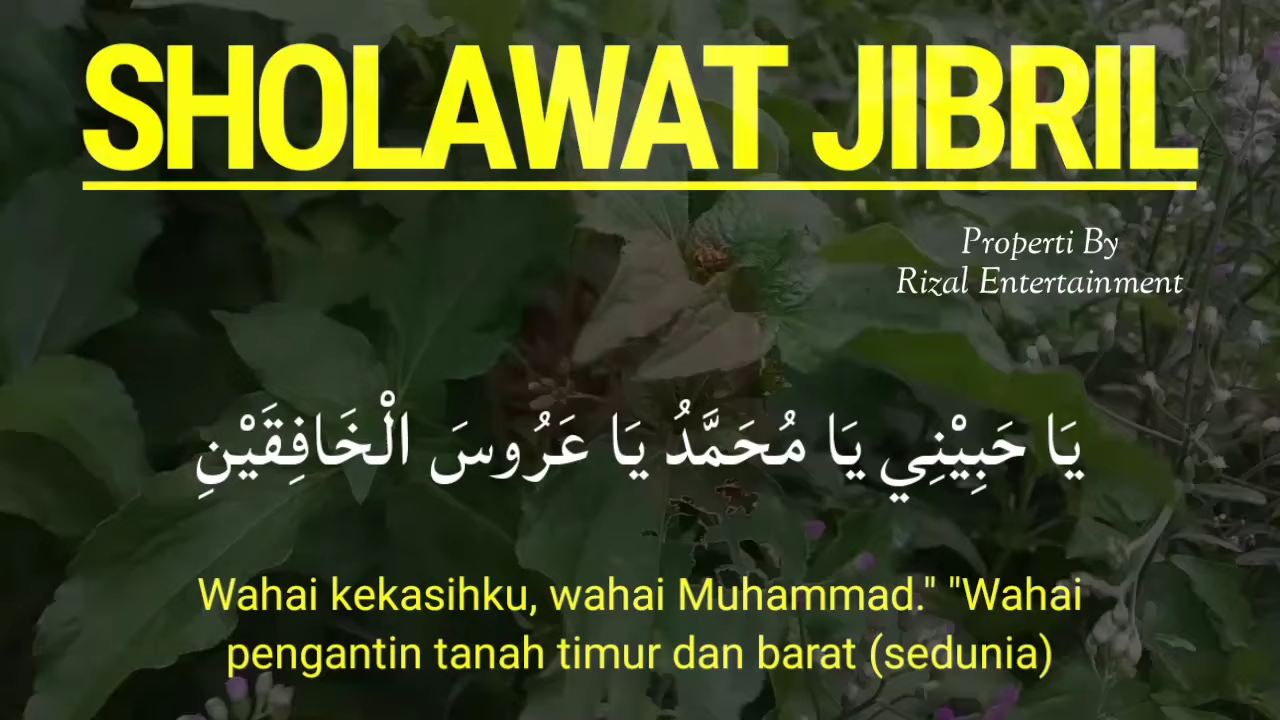 SHOLAWAT JIBRIL
Properti By
Rizal Entertainment
يَا حَبِيْنِي يَا مُحَمَّدُ يَا عَرُوسَ الْخَافِقَيْنِ
Wahai kekasihku, wahai Muhammad." "Wahai
pengantin tanah timur dan barat (sedunia)